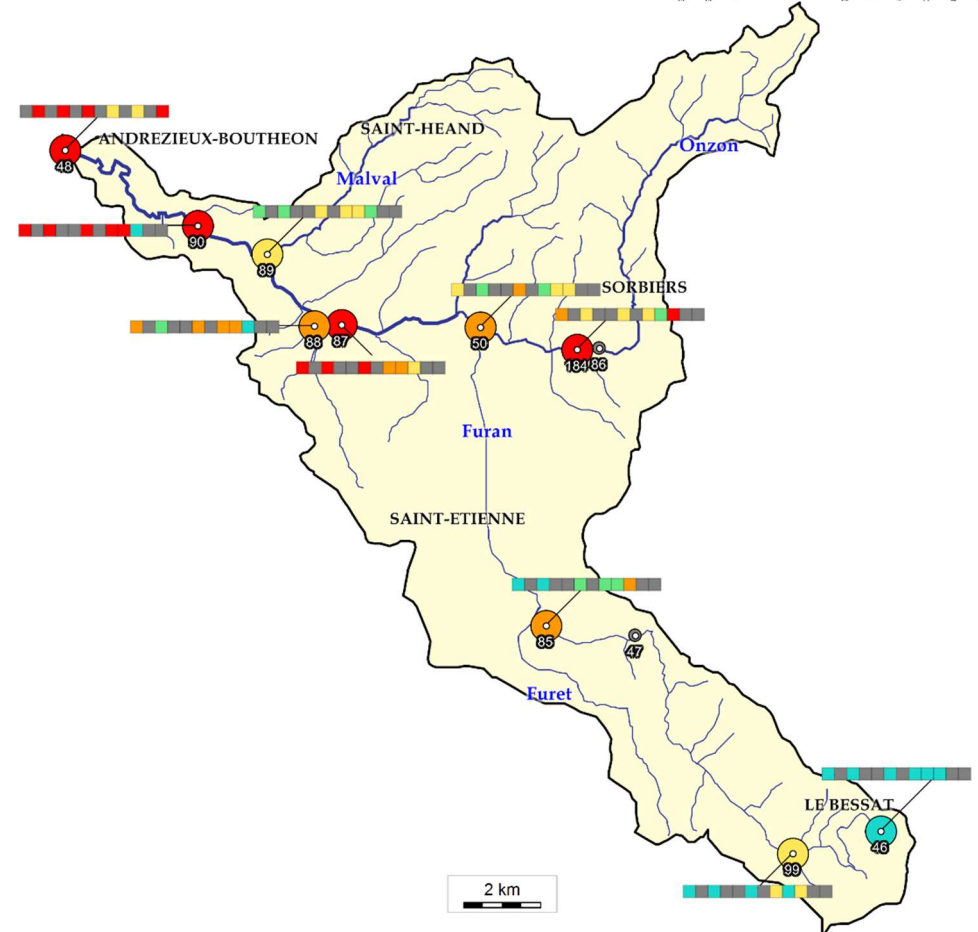 ANDREZIEUX-BOUTHEON
SAINT-HEAND
Onzon
48
Malval
90
89
SORBIERS
88
87
50
184
86
Furan
SAINT-ETIENNE
85
47
Furet
LE BESSAT
46
99
2 km